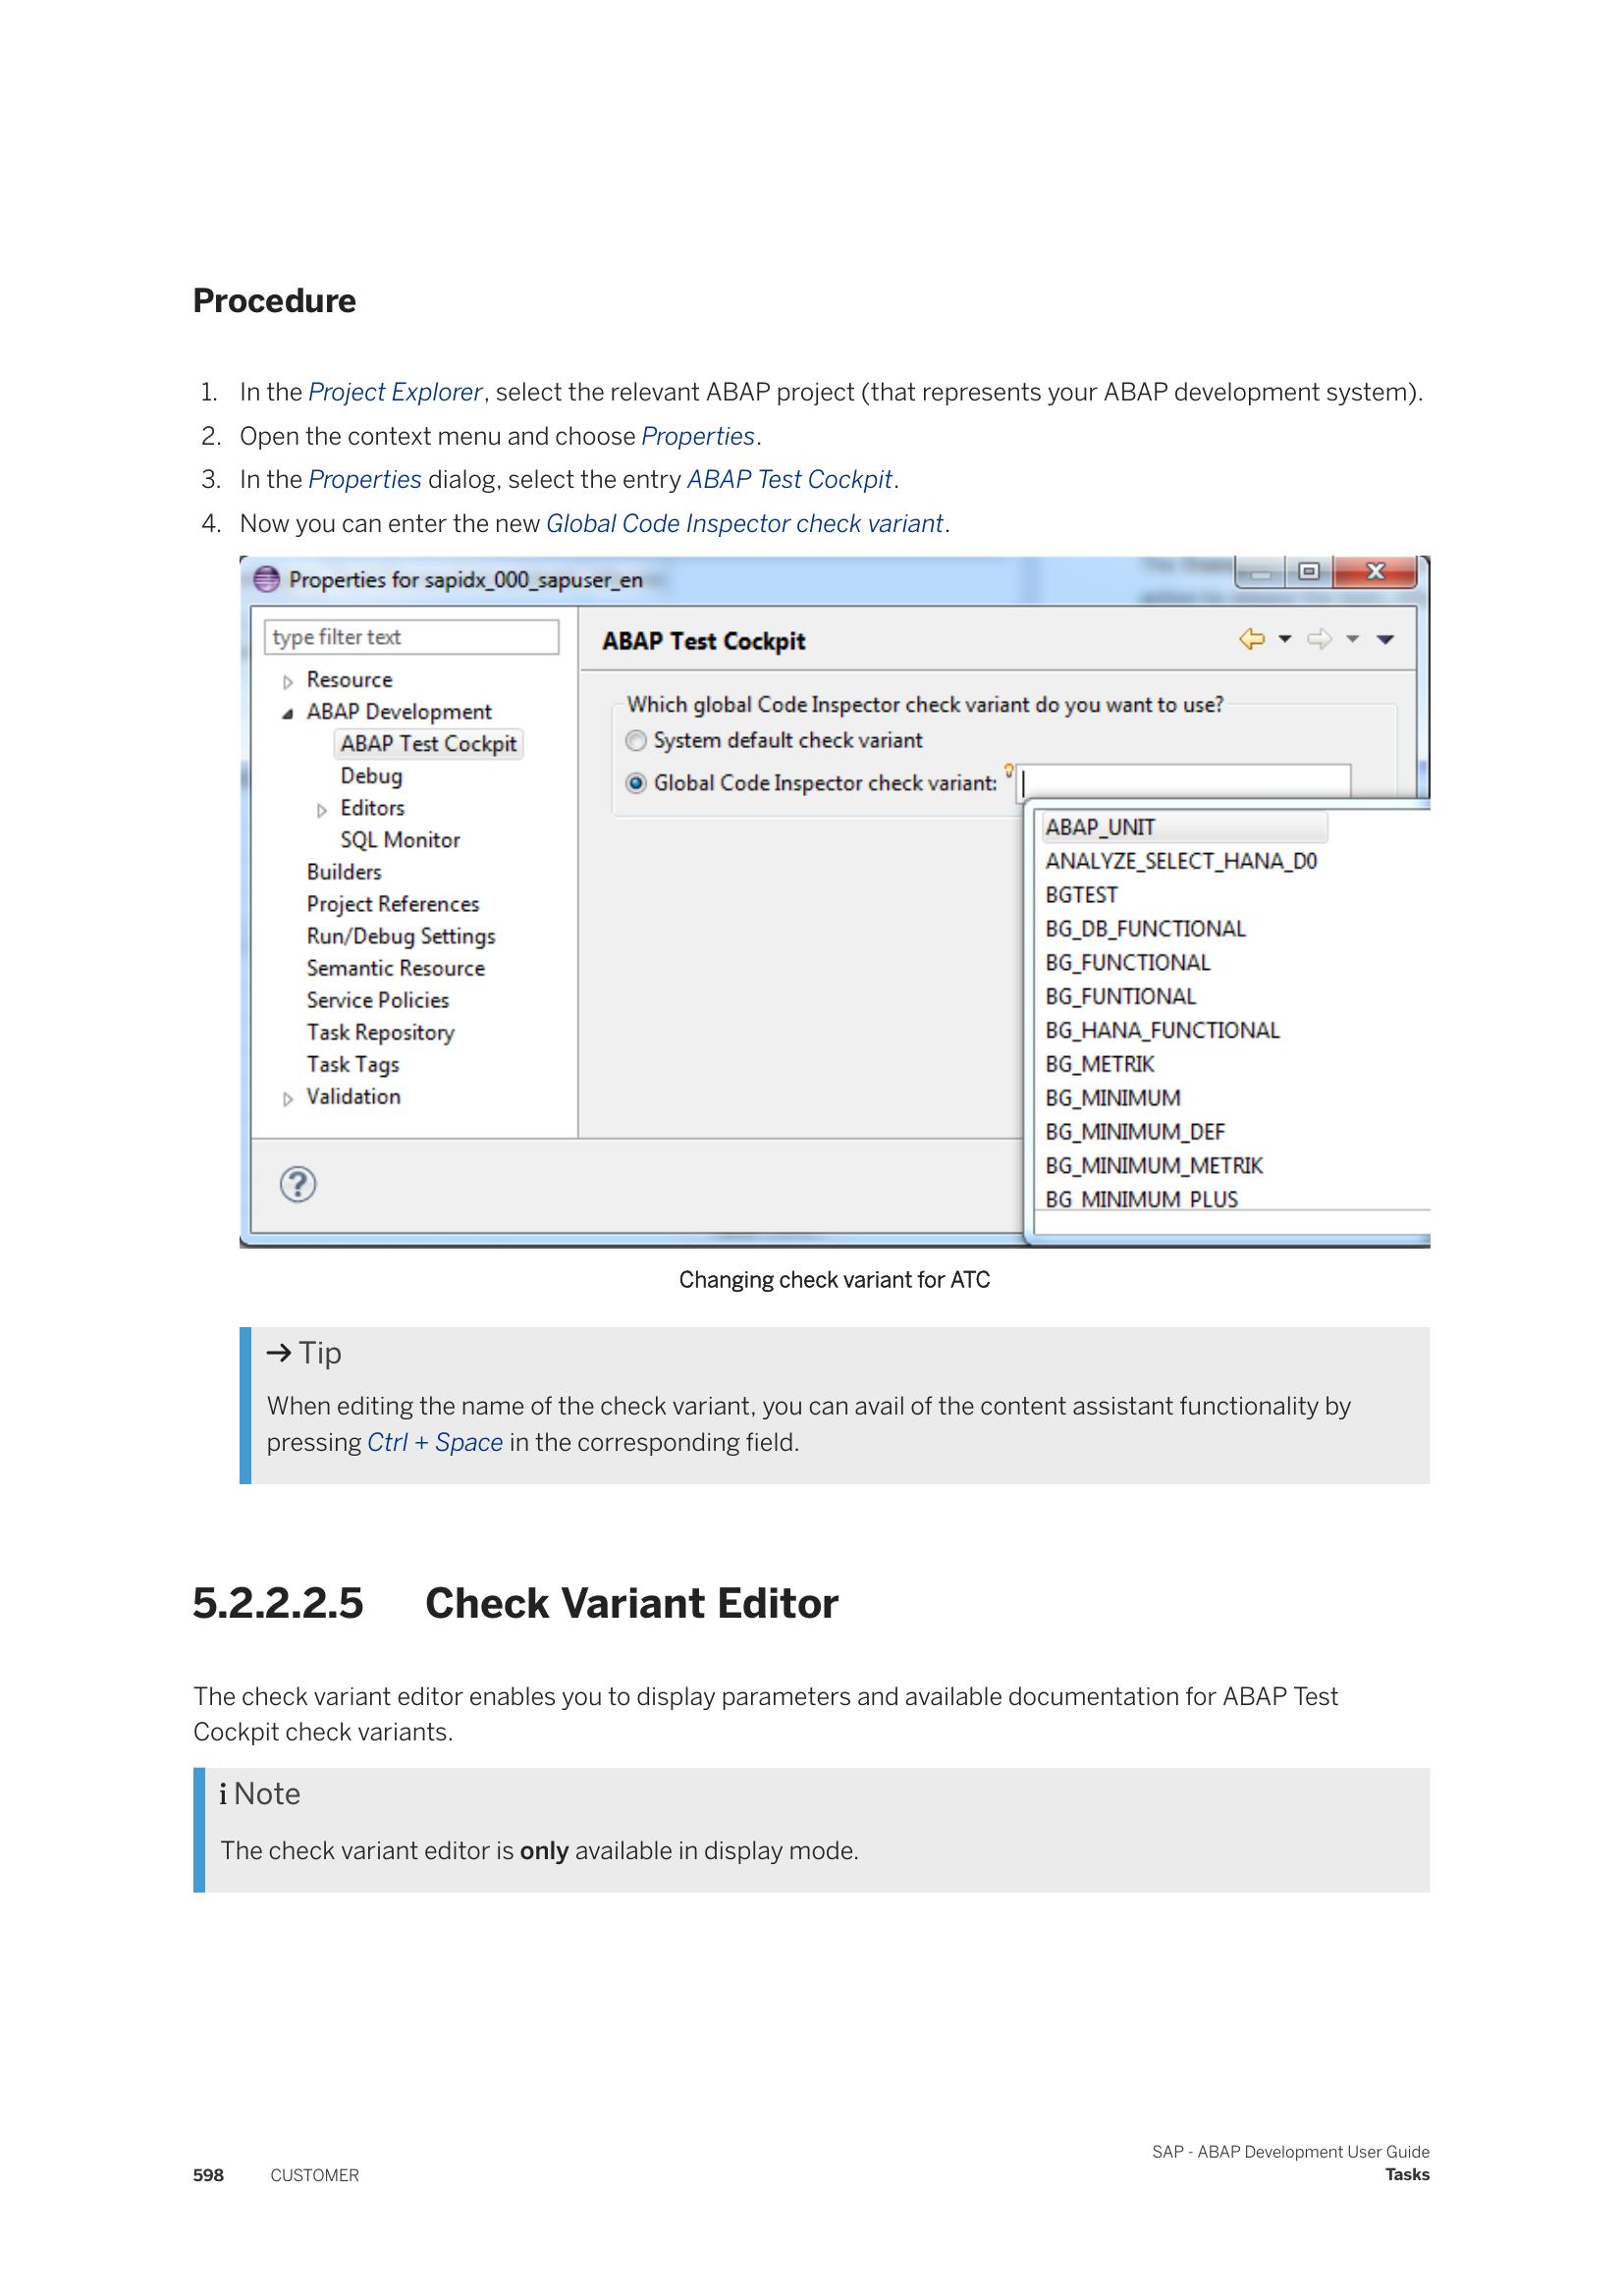 Procedure
1. In the Project Explorer, select the relevant ABAP project (that represents your ABAP development system).
2. Open the context menu and choose Properties.
3. In the Properties dialog, select the entry ABAP Test Cockpit.
4. Now you can enter the new Global Code Inspector check variant.
Properties for sapidx_000_sapuser_en
type filter text
Resource
ABAP Development
ABAP Test Cockpit
Debug
Editors
SQL Monitor
Builders
Project References
Run/Debug Settings
Semantic Resource
Service Policies
Task Repository
Task Tags
Validation
ABAP Test Cockpit
Which global Code Inspector check variant do you want to use?
System default check variant
Global Code Inspector check variant:
ABAP_UNIT
ANALYZE_SELECT_HANA_D0
BGTEST
BG_DB_FUNCTIONAL
BG_FUNCTIONAL
BG_FUNTIONAL
BG_HANA_FUNCTIONAL
BG_METRIK
BG_MINIMUM
BG_MINIMUM_DEF
BG_MINIMUM_METRIK
BG_MINIMUM_PLUS
Changing check variant for ATC
→ Tip
When editing the name of the check variant, you can avail of the content assistant functionality by
pressing Ctrl + Space in the corresponding field.
5.2.2.2.5 Check Variant Editor
The check variant editor enables you to display parameters and available documentation for ABAP Test
Cockpit check variants.
i Note
The check variant editor is only available in display mode.
SAP - ABAP Development User Guide
598 CUSTOMER Tasks